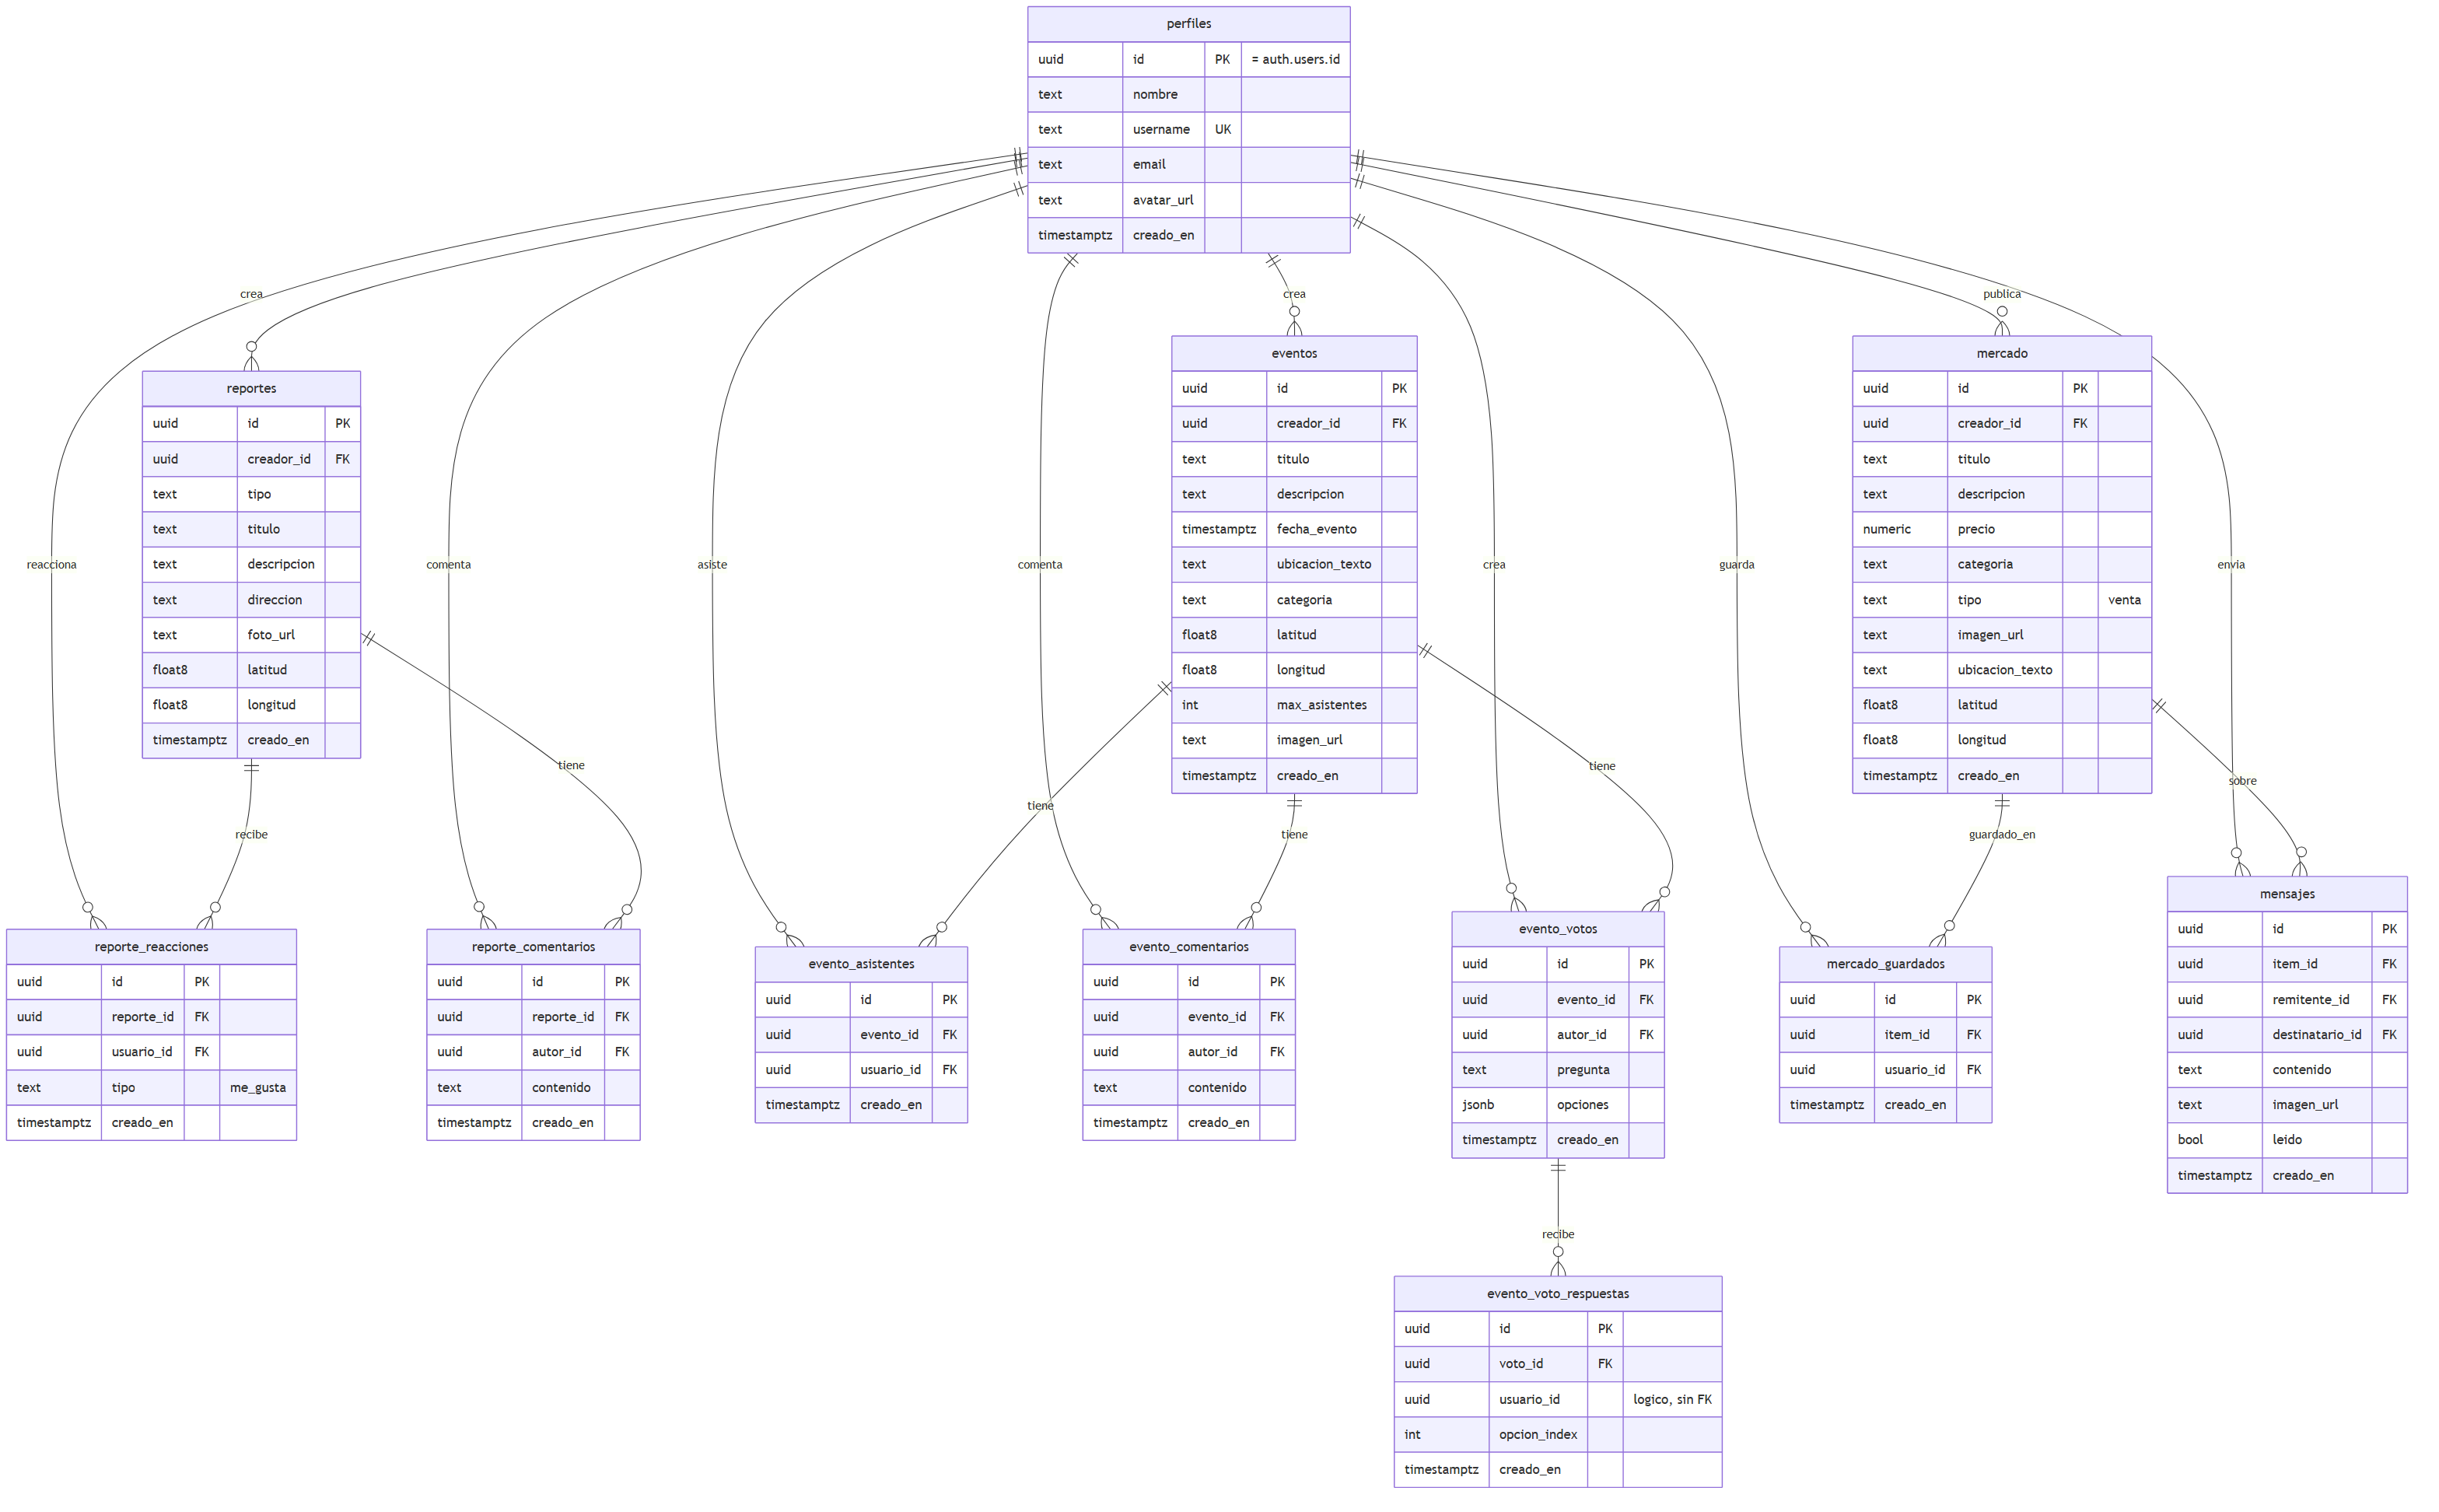 perfiles
uuid id PK = auth.users.id
text nombre
text username UK
text email
text avatar_url
timestamptz creado_en
crea
crea
publica
reportes
uuid id PK
uuid creador_id FK
text tipo
text titulo
text descripcion
text direccion
text foto_url
float8 latitud
float8 longitud
timestamptz creado_en
eventos
uuid id PK
uuid creador_id FK
text titulo
text descripcion
timestamptz fecha_evento
text ubicacion_texto
text categoria
float8 latitud
float8 longitud
int max_asistentes
text imagen_url
timestamptz creado_en
mercado
uuid id PK
uuid creador_id FK
text titulo
text descripcion
numeric precio
text categoria
text tipo venta
text imagen_url
text ubicacion_texto
float8 latitud
float8 longitud
timestamptz creado_en
reacciona
comenta
asiste
comenta
crea
guarda
envia
tiene
tiene
sobre
tiene
recibe
tiene
guardado_en
reporte_reacciones
uuid id PK
uuid reporte_id FK
uuid usuario_id FK
text tipo me_gusta
timestamptz creado_en
reporte_comentarios
uuid id PK
uuid reporte_id FK
uuid autor_id FK
text contenido
timestamptz creado_en
evento_asistentes
uuid id PK
uuid evento_id FK
uuid usuario_id FK
timestamptz creado_en
evento_comentarios
uuid id PK
uuid evento_id FK
uuid autor_id FK
text contenido
timestamptz creado_en
evento_votos
uuid id PK
uuid evento_id FK
uuid autor_id FK
text pregunta
jsonb opciones
timestamptz creado_en
mercado_guardados
uuid id PK
uuid item_id FK
uuid usuario_id FK
timestamptz creado_en
mensajes
uuid id PK
uuid item_id FK
uuid remitente_id FK
uuid destinatario_id FK
text contenido
text imagen_url
bool leido
timestamptz creado_en
recibe
evento_voto_respuestas
uuid id PK
uuid voto_id FK
uuid usuario_id logico, sin FK
int opcion_index
timestamptz creado_en